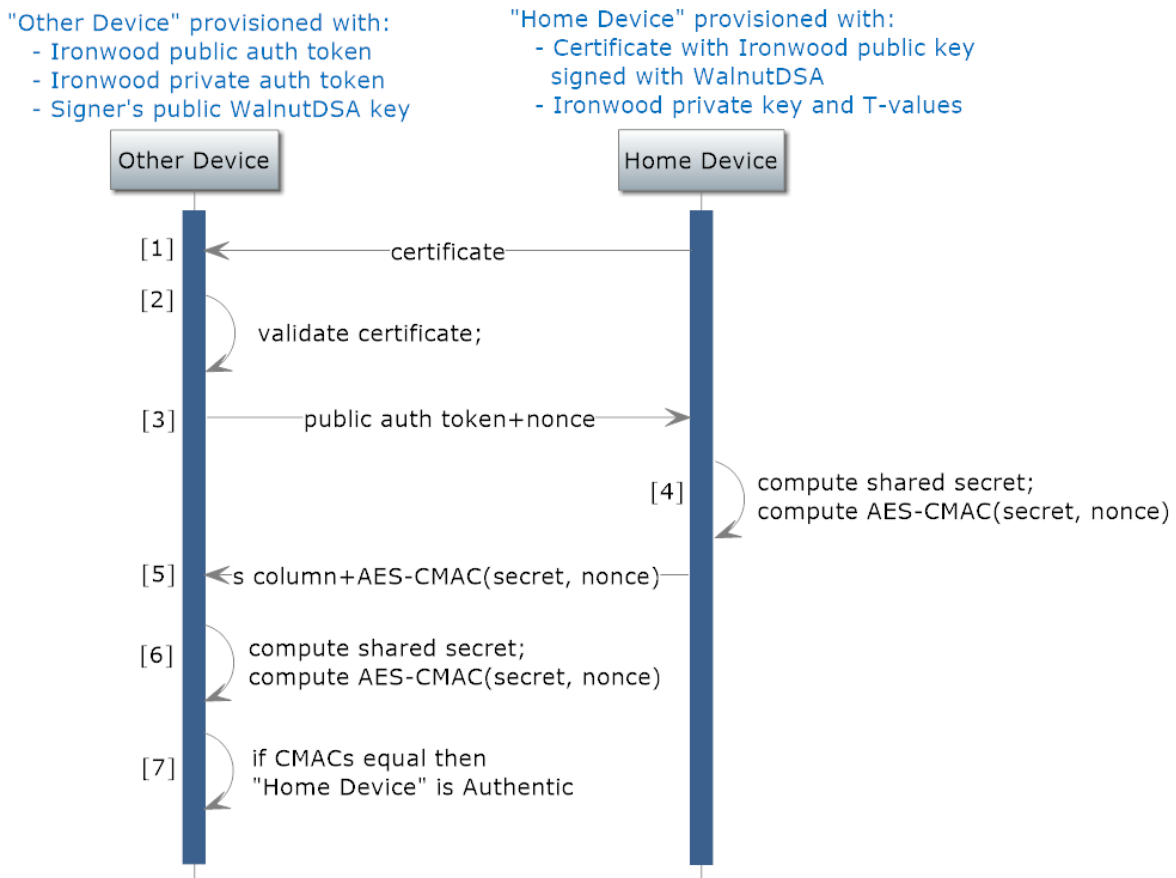 "Other Device" provisioned with:
- Ironwood public auth token
- Ironwood private auth token
- Signer's public WalnutDSA key
"Home Device" provisioned with:
- Certificate with Ironwood public key
signed with WalnutDSA
- Ironwood private key and T-values
Other Device
Home Device
[1]
certificate
[2]
validate certificate;
[3]
public auth token+nonce
[4]
compute shared secret;
compute AES-CMAC(secret, nonce)
[5]
s column+AES-CMAC(secret, nonce)
[6]
compute shared secret;
compute AES-CMAC(secret, nonce)
[7]
if CMACs equal then
"Home Device" is Authentic